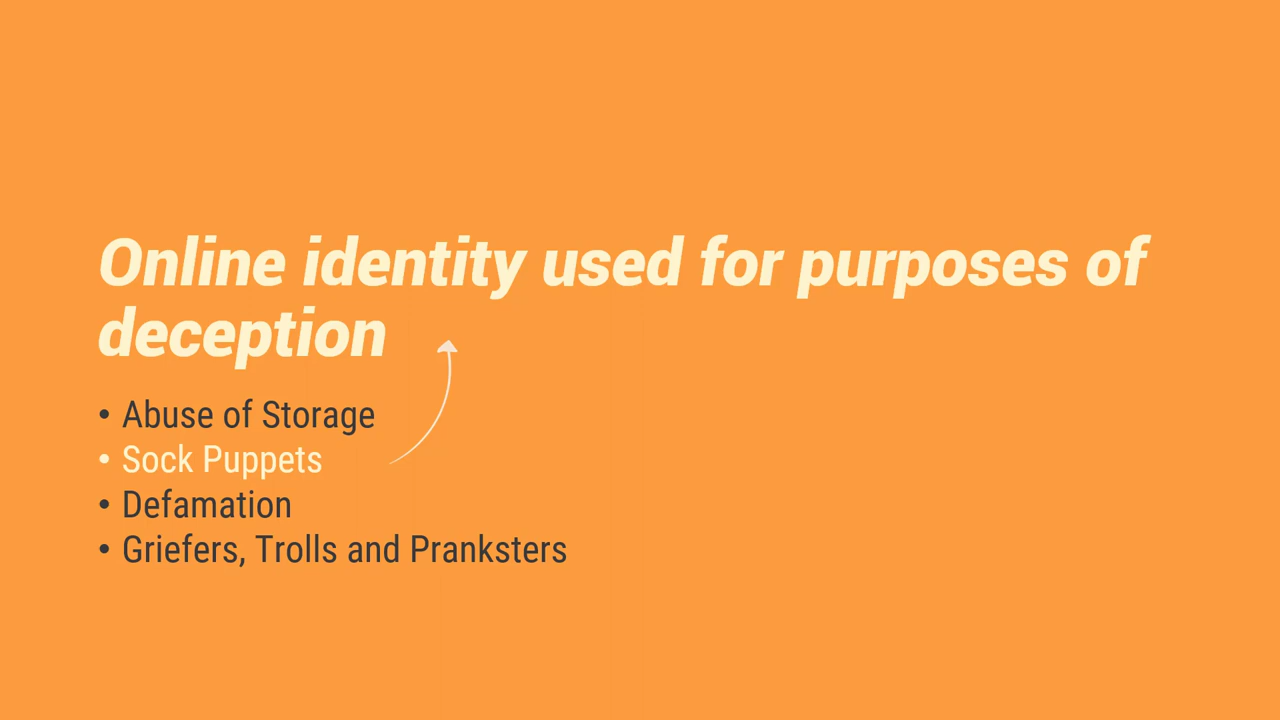 Online identity used for purposes of
deception
• Abuse of Storage
• Sock Puppets
• Defamation
• Griefers, Trolls and Pranksters